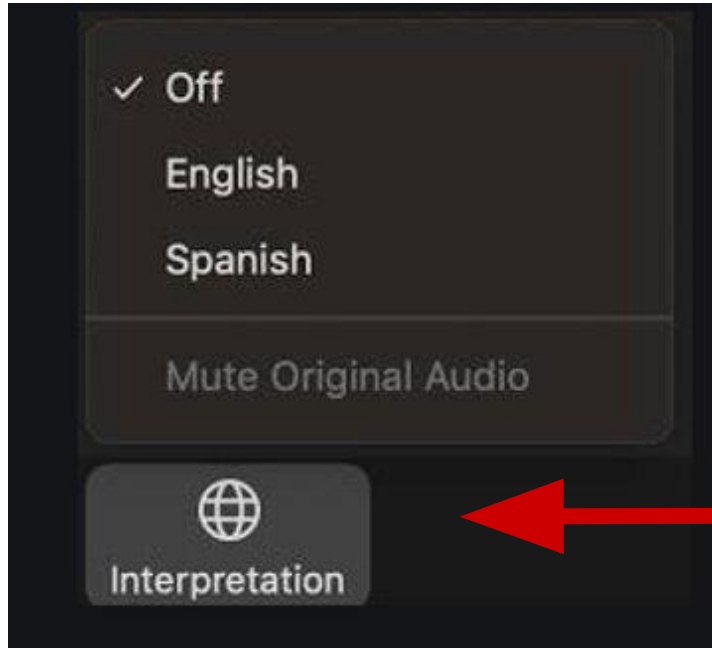 Off
English
Spanish
Mute Original Audio
Interpretation